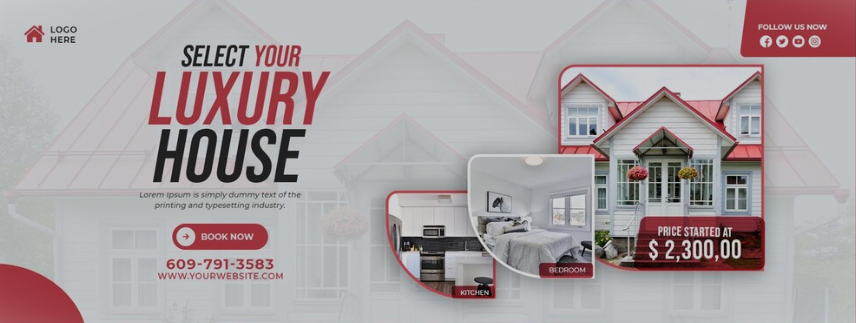 LOGO
HERE
FOLLOW US NOW
SELECT YOUR
LUXURY
HOUSE
Lorem Ipsum is simply dummy text of the
printing and typesetting industry.
BOOK NOW
609-791-3583
WWW.YOURWEBSITE.COM
KITCHEN
BEDROOM
PRICE STARTED AT
$ 2,300,00